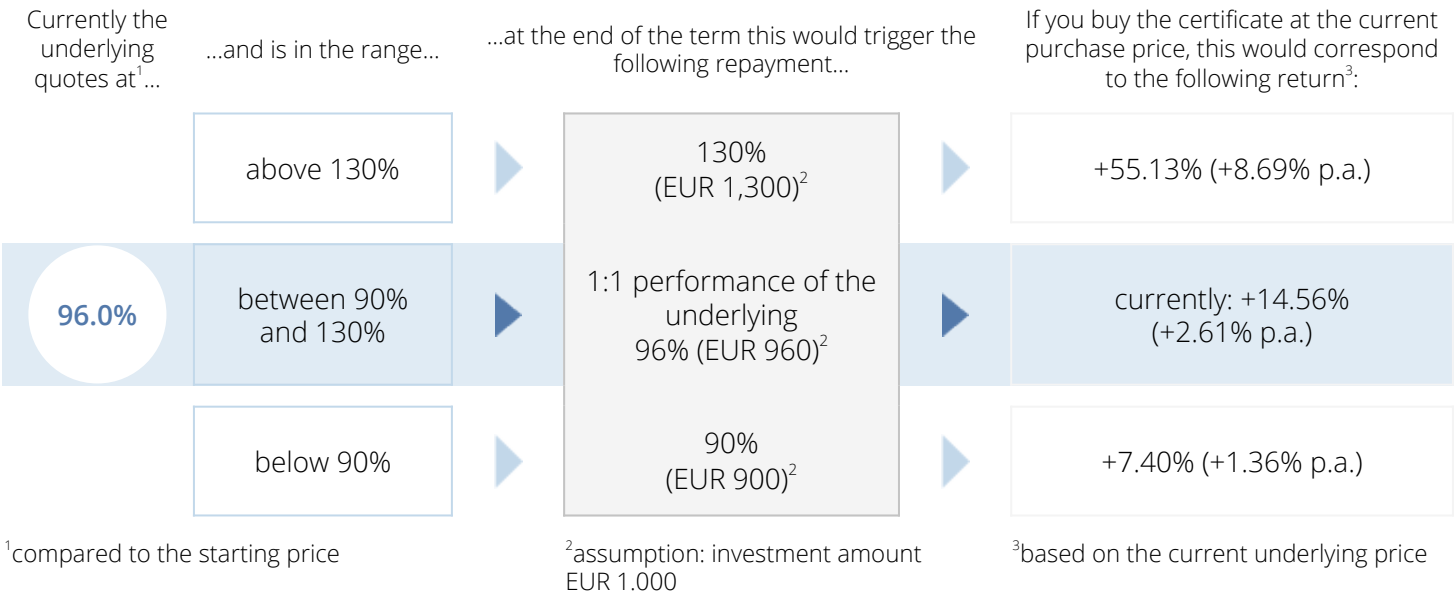 Currently the
underlying
quotes at¹...
...and is in the range...
...at the end of the term this would trigger the
following repayment...
If you buy the certificate at the current
purchase price, this would correspond
to the following return³:
above 130%
130%
(EUR 1,300)²
+55.13% (+8.69% p.a.)
96.0%
between 90%
and 130%
1:1 performance of the
underlying
96% (EUR 960)²
currently: +14.56%
(+2.61% p.a.)
below 90%
90%
(EUR 900)²
+7.40% (+1.36% p.a.)
¹compared to the starting price
²assumption: investment amount
EUR 1.000
³based on the current underlying price